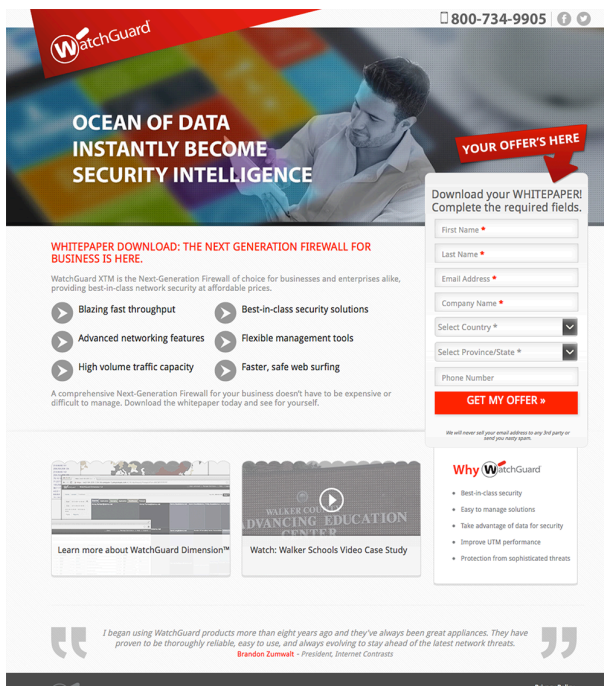 WatchGuard
800-734-9905
OCEAN OF DATA
INSTANTLY BECOME
SECURITY INTELLIGENCE
YOUR OFFER'S HERE
Download your WHITEPAPER!
Complete the required fields.
First Name *
Last Name *
Email Address *
Company Name *
Select Country *
Select Province/State *
Phone Number
GET MY OFFER »
We will never sell your email address to any 3rd party or
send you nasty spam.
WHITEPAPER DOWNLOAD: THE NEXT GENERATION FIREWALL FOR
BUSINESS IS HERE.
WatchGuard XTM is the Next-Generation Firewall of choice for businesses and enterprises alike,
providing best-in-class network security at affordable prices.
Blazing fast throughput
Best-in-class security solutions
Advanced networking features
Flexible management tools
High volume traffic capacity
Faster, safe web surfing
A comprehensive Next-Generation Firewall for your business doesn't have to be expensive or
difficult to manage. Download the whitepaper today and see for yourself.
Learn more about WatchGuard Dimension™
WALKER COU
ADVANCING EDUCATION
CENTER
Watch: Walker Schools Video Case Study
Why WatchGuard
Best-in-class security
Easy to manage solutions
Take advantage of data for security
Improve UTM performance
Protection from sophisticated threats
I began using WatchGuard products more than eight years ago and they've always been great appliances. They have
proven to be thoroughly reliable, easy to use, and always evolving to stay ahead of the latest network threats.
Brandon Zumwalt - President, Internet Contrasts